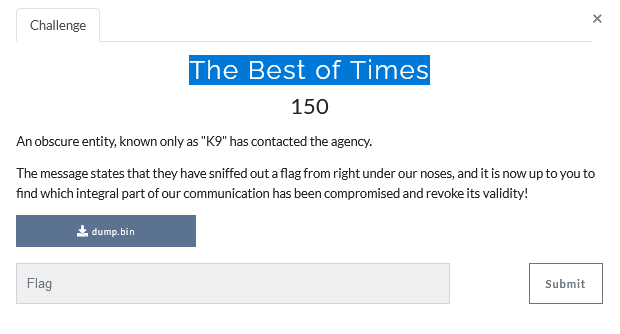 Challenge
×
The Best of Times
150
An obscure entity, known only as "K9" has contacted the agency.
The message states that they have sniffed out a flag from right under our noses, and it is now up to you to
find which integral part of our communication has been compromised and revoke its validity!
dump.bin
Flag
Submit